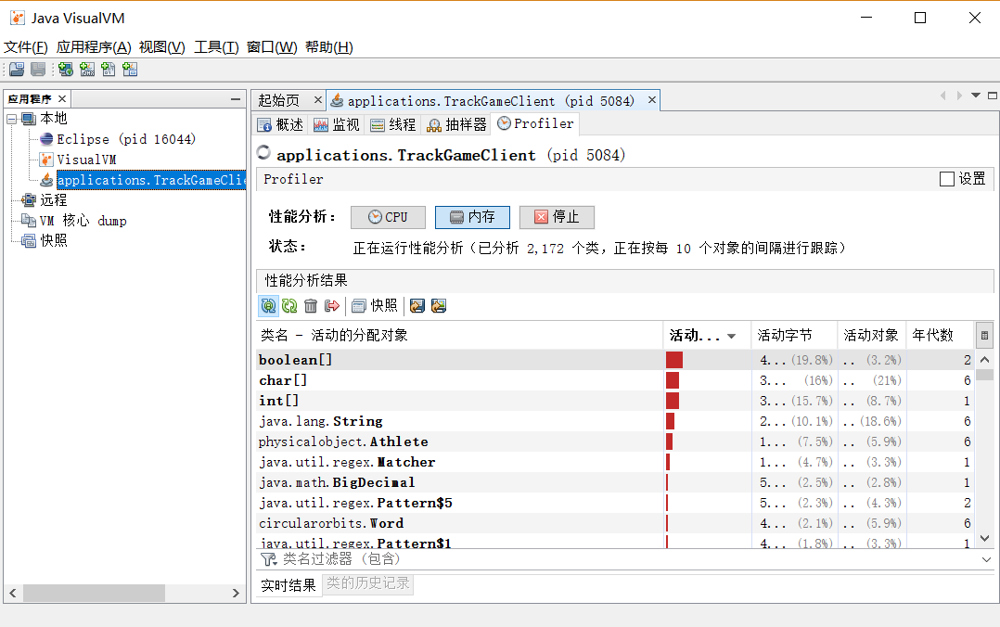 Java VisualVM
文件(F) 应用程序(A) 视图(V) 工具(T) 窗口(W) 帮助(H)
应用程序
本地
Eclipse (pid 16044)
VisualVM
applications.TrackGameClie
远程
VM 核心 dump
快照
起始页 applications.TrackGameClient (pid 5084)
概述 监视 线程 抽样器 Profiler
applications.TrackGameClient (pid 5084)
Profiler 设置
性能分析: CPU 内存 停止
状态: 正在运行性能分析（已分析 2,172 个类，正在按每 10 个对象的间隔进行跟踪）
性能分析结果
快照
类名 - 活动的分配对象 活动... 活动字节 活动对象 年代数
boolean[] 4... (19.8%) .. (3.2%) 2
char[] 3... (16%) .. (21%) 6
int[] 3... (15.7%) .. (8.7%) 1
java.lang.String 2... (10.1%) .. (18.6%) 6
physicalobject.Athlete 1... (7.5%) .. (5.9%) 6
java.util.regex.Matcher 1... (4.7%) .. (3.3%) 1
java.math.BigDecimal 5... (2.5%) .. (2.8%) 1
java.util.regex.Pattern$5 5... (2.3%) .. (4.3%) 2
circularorbits.Word 4... (2.1%) .. (5.9%) 6
java.util.regex.Pattern$1 4... (1.8%) .. (3.3%) 1
类名过滤器（包含）
实时结果 类的历史记录